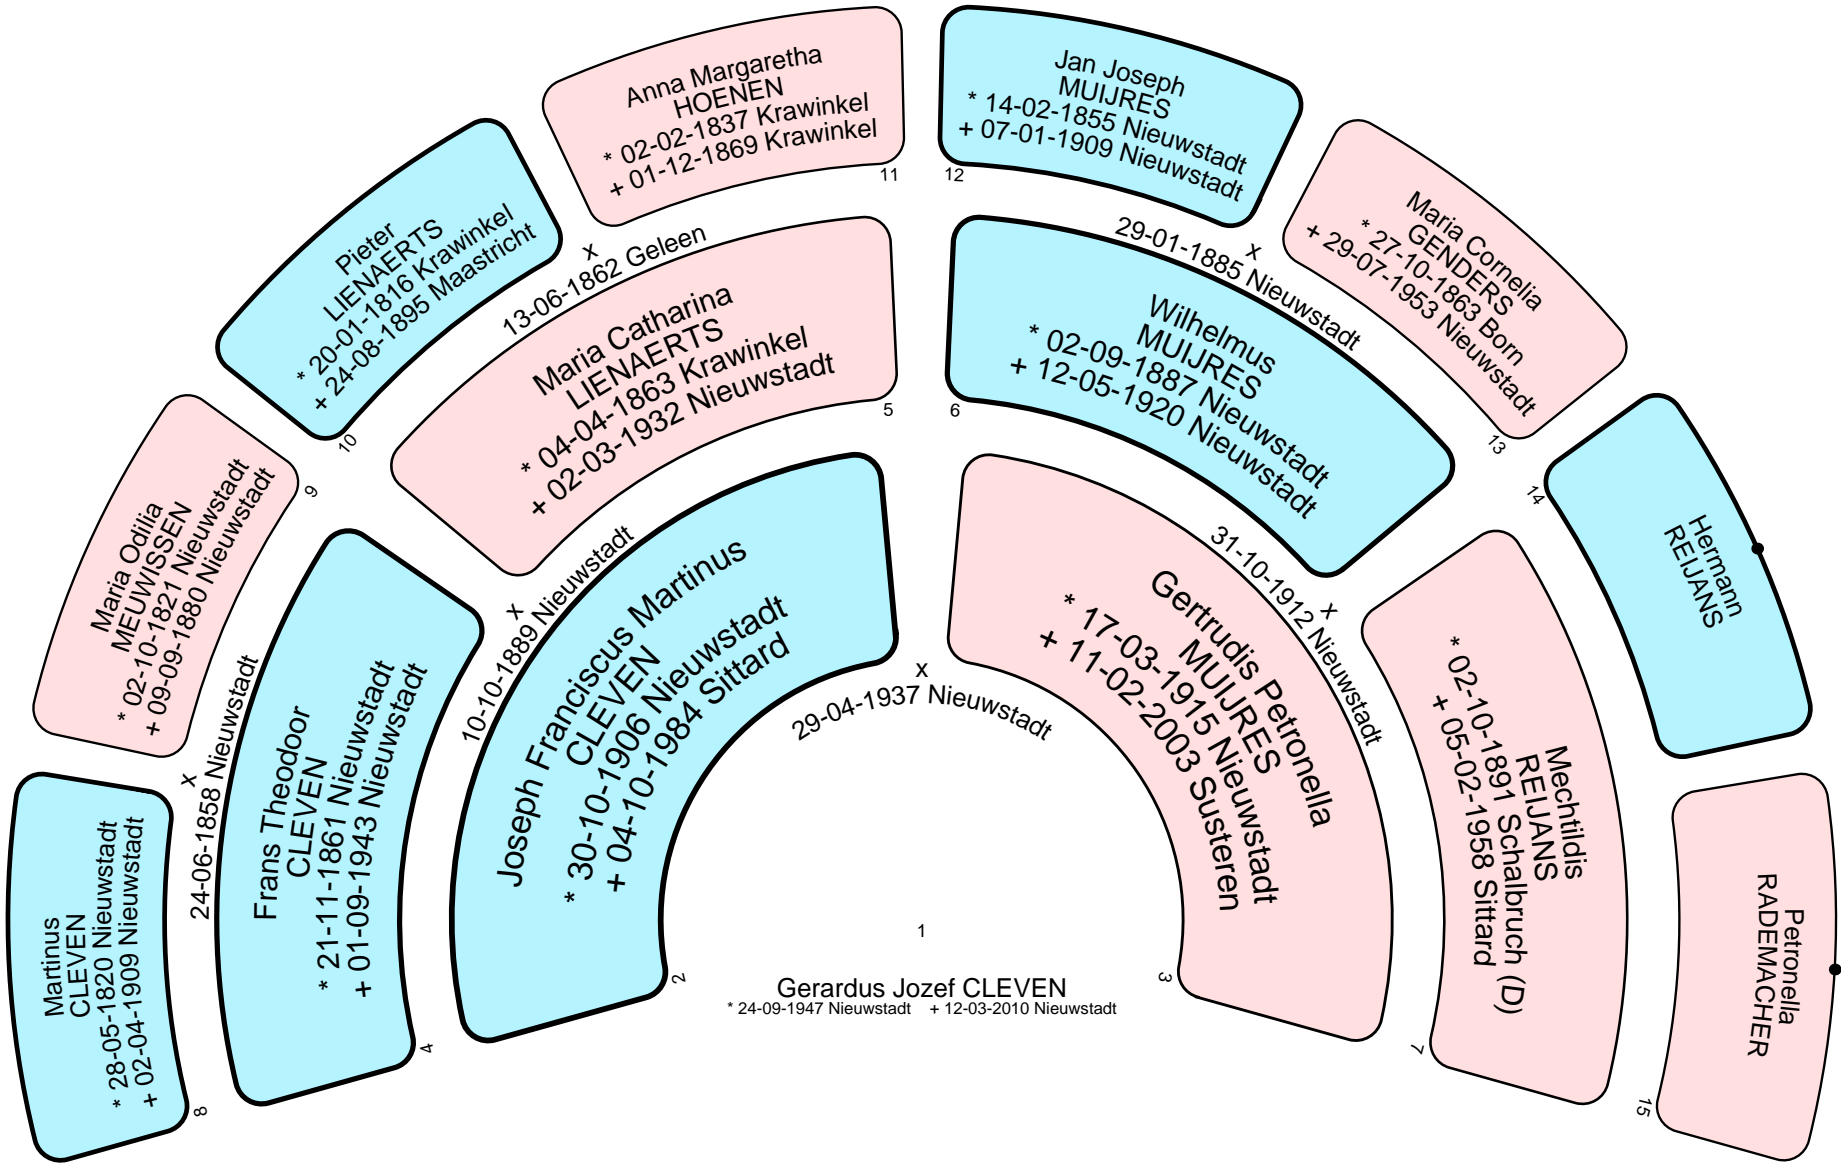 Anna Margaretha
HOENEN
* 02-02-1837 Krawinkel
+ 01-12-1869 Krawinkel
11
Jan Joseph
MUIJRES
* 14-02-1855 Nieuwstadt
+ 07-01-1909 Nieuwstadt
12
Pieter
LIENAERTS
* 20-01-1816 Krawinkel
+ 24-08-1895 Maastricht
10
x
13-06-1862 Geleen
Maria Cornelia
GENDERS
* 27-10-1863 Born
+ 29-07-1953 Nieuwstadt
13
x
29-01-1885 Nieuwstadt
Maria Catharina
LIENAERTS
* 04-04-1863 Krawinkel
+ 02-03-1932 Nieuwstadt
5
Wilhelmus
MUIJRES
* 02-09-1887 Nieuwstadt
+ 12-05-1920 Nieuwstadt
6
Maria Odilia
MEUWISSEN
* 02-10-1821 Nieuwstadt
+ 09-09-1880 Nieuwstadt
9
Hermann
REIJANS
14
x
10-10-1889 Nieuwstadt
x
31-10-1912 Nieuwstadt
Joseph Franciscus Martinus
CLEVEN
* 30-10-1906 Nieuwstadt
+ 04-10-1984 Sittard
2
Gertrudis Petronella
MUIJRES
* 17-03-1915 Nieuwstadt
+ 11-02-2003 Susteren
3
x
29-04-1937 Nieuwstadt
Frans Theodoor
CLEVEN
* 21-11-1861 Nieuwstadt
+ 01-09-1943 Nieuwstadt
4
Mechtildis
REIJANS
* 02-10-1891 Schalbruch (D)
+ 05-02-1958 Sittard
7
x
24-06-1858 Nieuwstadt
Martinus
CLEVEN
* 28-05-1820 Nieuwstadt
+ 02-04-1909 Nieuwstadt
8
Petronella
RADEMACHER
15
1
Gerardus Jozef CLEVEN
* 24-09-1947 Nieuwstadt + 12-03-2010 Nieuwstadt